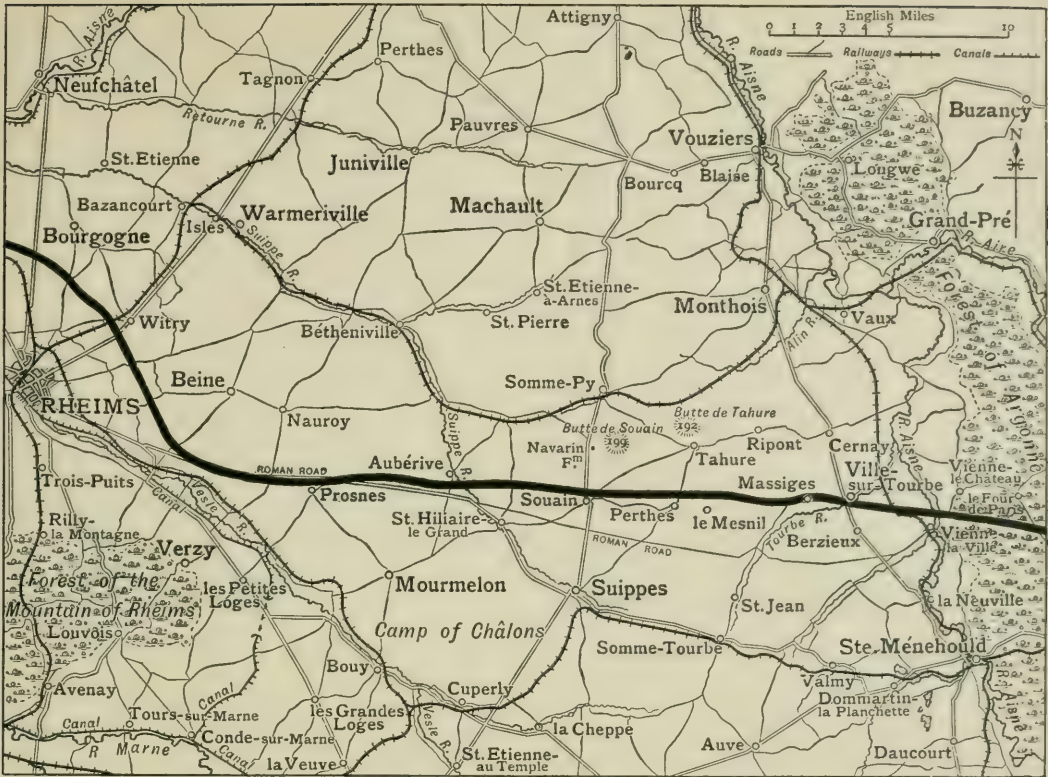 English Miles
0 1 2 3 4 5 10
Roads Railways Canals
Attigny
R. Aisne
Perthes
Tagnon
Neufchâtel
R. Aisne
Buzancy
N
Retourne R.
Pauvres
Vouziers
St. Etienne
Juniville
Bourcq
Blaise
Longwe
Bazancourt
Isles
Warmeriville
Machault
Grand-Pré
R. Aire
Bourgogne
Suippe R.
St. Etienne-
à-Arnes
Monthois
Forest of Argonne
Witry
Bétheniville
St. Pierre
Alin R.
Vaux
Beine
Somme-Py
RHEIMS
Nauroy
Suippe R.
Butte de Tahure
192
Butte de Souain
199
Navarin
Fm
Tahure
Ripont
Cernay
R. Aisne
Aubérive
ROMAN ROAD
Trois-Puits
Canal
Vesle R.
Prosnes
Souain
Massiges
Ville-
sur-Tourbe
Vienne-
le Château
le Four
de Paris
Perthes
le Mesnil
Tourbe R.
Berzieux
Vienne
la Ville
St. Hiliaire-
le Grand
ROMAN ROAD
Rilly-
la Montagne
Verzy
les Petites
Loges
Mourmelon
Suippes
St. Jean
la Neuville
Forest of the
Mountain of Rheims
Louvois
Camp of Châlons
Somme-Tourbe
Ste. Ménehould
Bouy
Valmy
Dommartin-
la Planchette
R. Aisne
Avenay
Canal
Cuperly
Tours-sur-Marne
les Grandes
Loges
Vesle R.
la Cheppe
Canal
R Marne
Conde-sur-Marne
Canal
la Veuve
St. Etienne-
au Temple
Auve
Daucourt